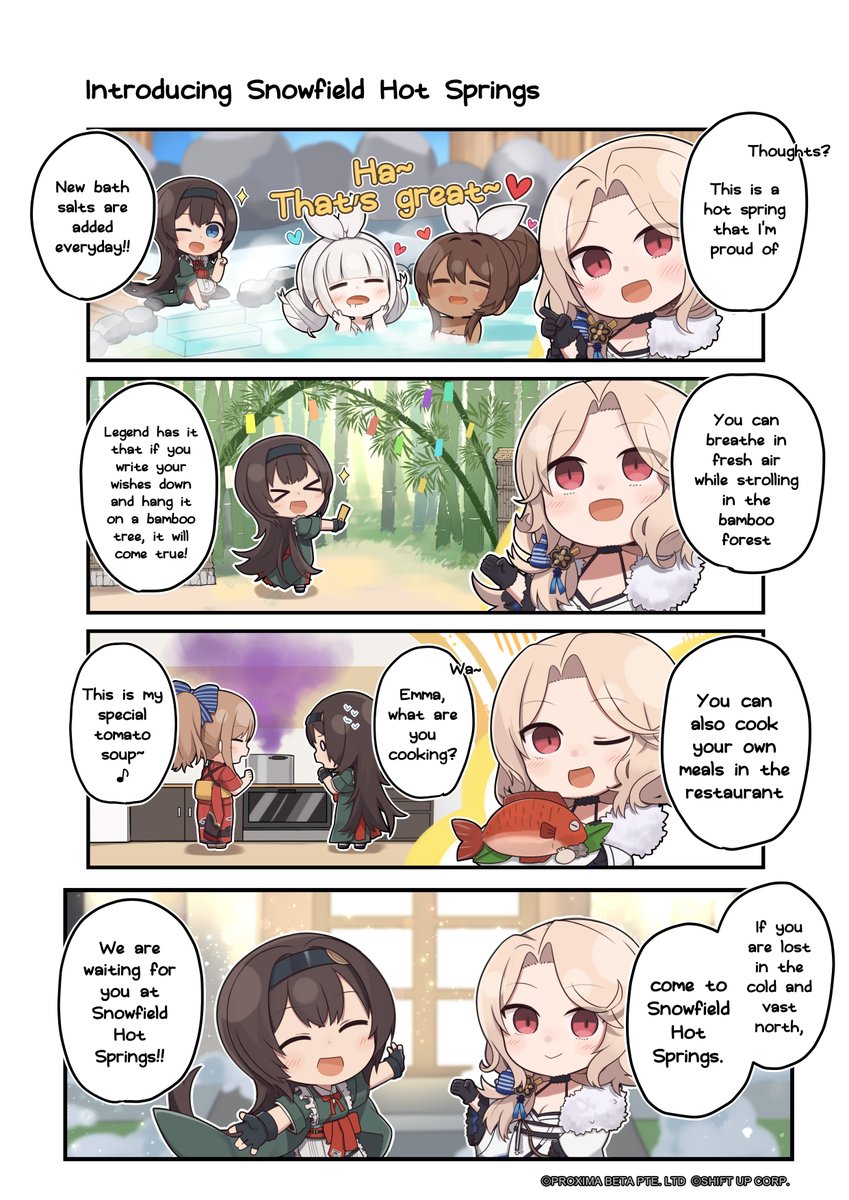 Introducing Snowfield Hot Springs
New bath
salts are
added
everyday!!
Ha~
That's great~
Thoughts?
This is a
hot spring
that I'm
proud of
Legend has it
that if you
write your
wishes down
and hang it
on a bamboo
tree, it will
come true!
You can
breathe in
fresh air
while strolling
in the
bamboo
forest
This is my
special
tomato
soup~
♪
Wa~
Emma,
what are
you
cooking?
You can
also cook
your own
meals in the
restaurant
We are
waiting for
you at
Snowfield
Hot
Springs!!
If you
are lost
in the
cold and
vast
north,
come to
Snowfield
Hot
Springs.
©PROXIMA BETA PTE. LTD ©SHIFT UP CORP.